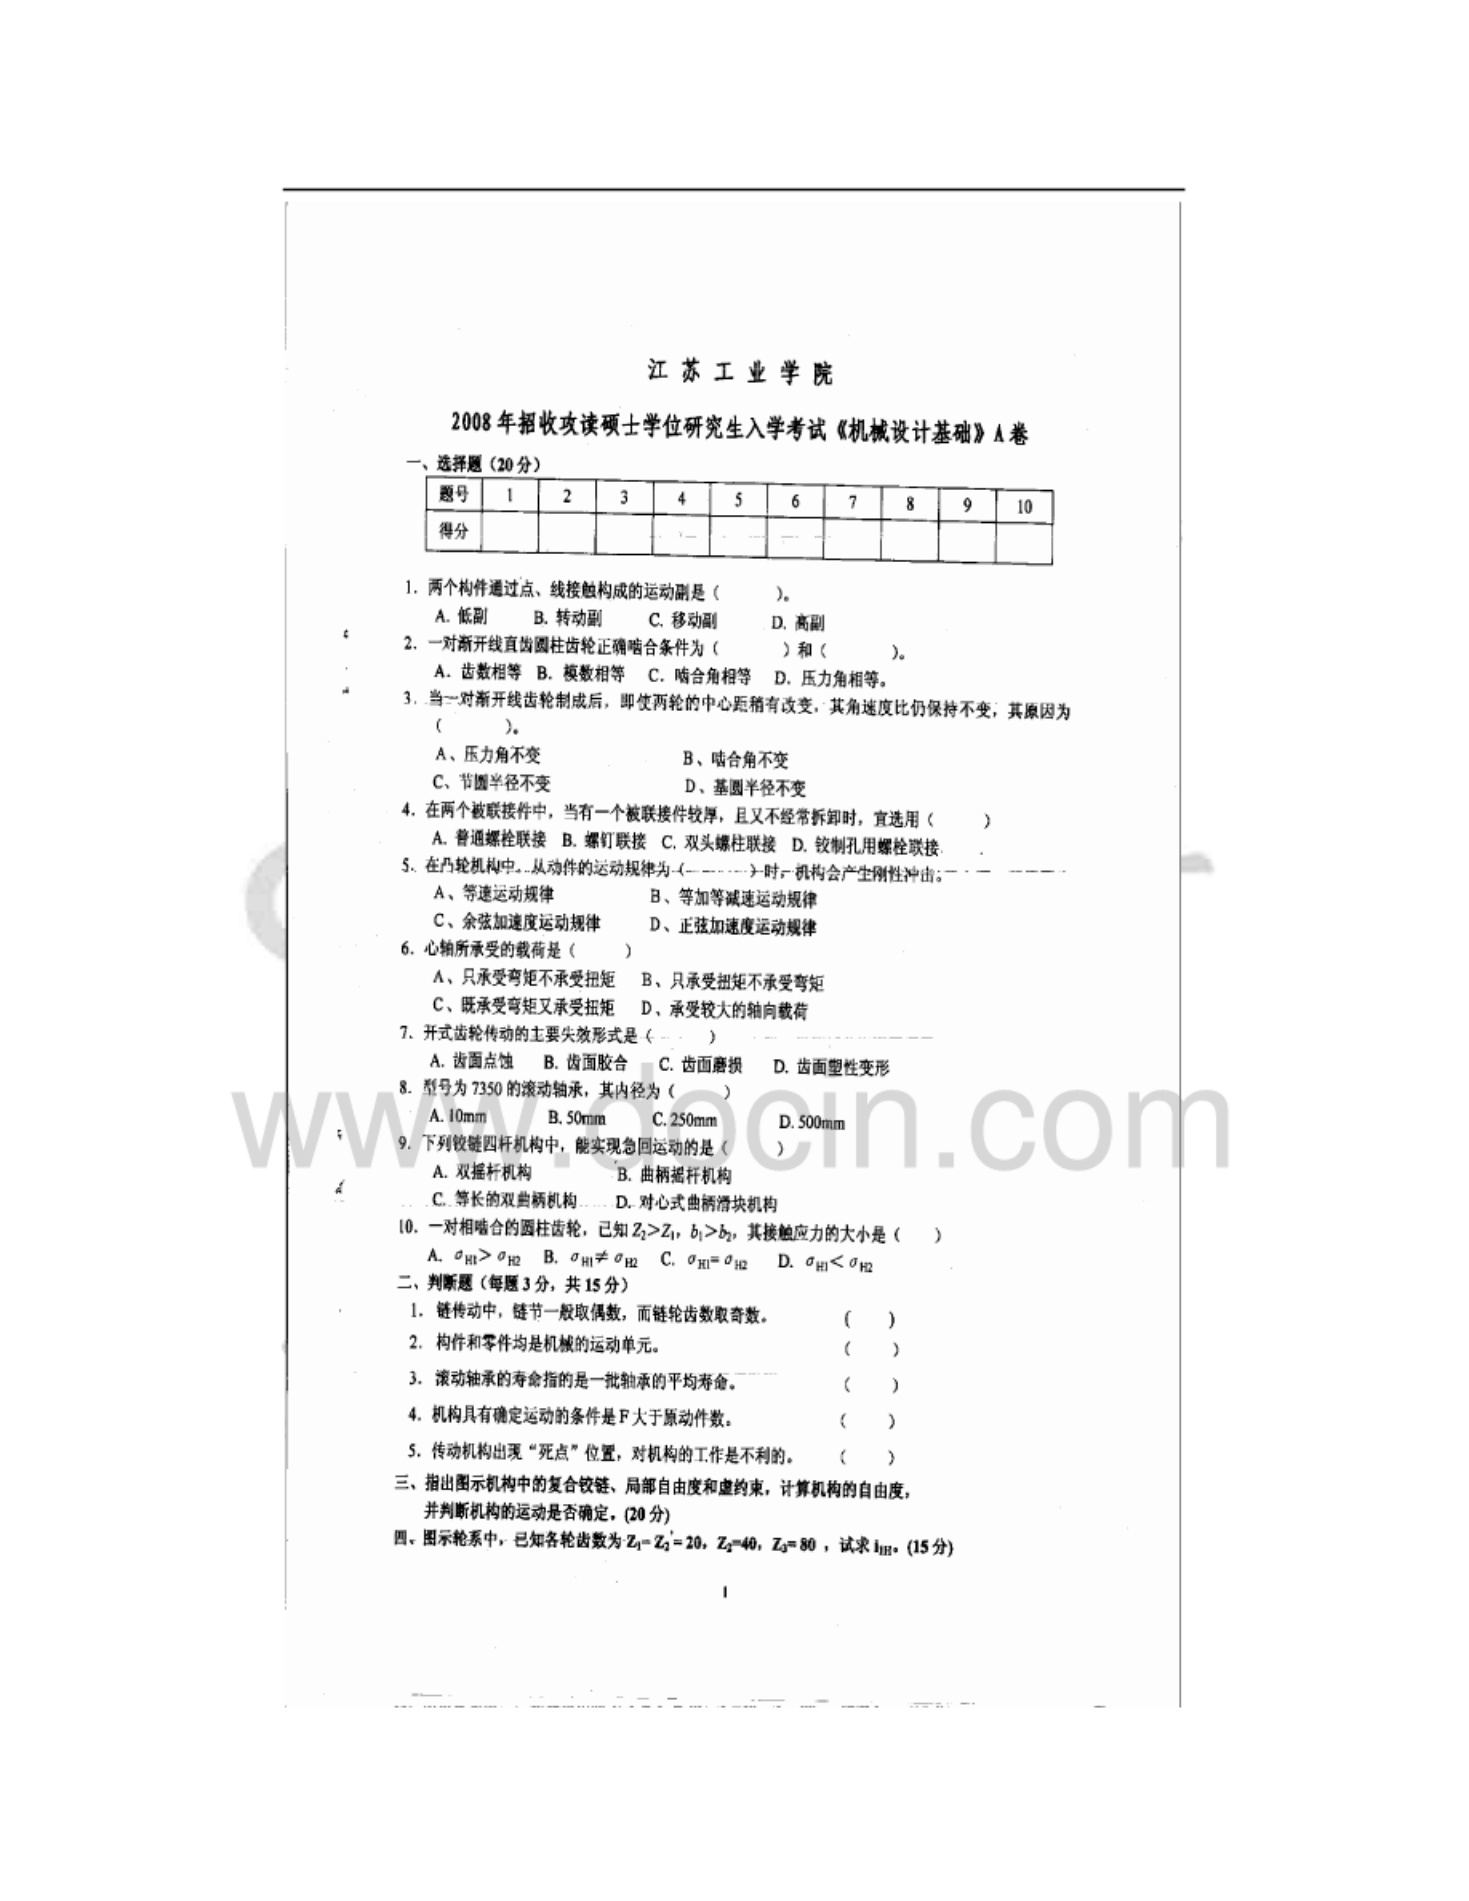 江苏工业学院
2008年招收攻读硕士学位研究生入学考试《机械设计基础》A卷
一、选择题（20分）
题号 1 2 3 4 5 6 7 8 9 10
得分
1. 两个构件通过点、线接触构成的运动副是（ ）。
A. 低副 B. 转动副 C. 移动副 D. 高副
2. 一对渐开线直齿圆柱齿轮正确啮合条件为（ ）和（ ）。
A. 齿数相等 B. 模数相等 C. 啮合角相等 D. 压力角相等。
3. 当一对渐开线齿轮制成后，即使两轮的中心距稍有改变，其角速度比仍保持不变，其原因为
（ ）。
A、压力角不变 B、啮合角不变
C、节圆半径不变 D、基圆半径不变
4. 在两个被联接件中，当有一个被联接件较厚，且又不经常拆卸时，宜选用（ ）
A. 普通螺栓联接 B. 螺钉联接 C. 双头螺柱联接 D. 铰制孔用螺栓联接
5. 在凸轮机构中。从动件的运动规律为（ ）时，机构会产生刚性冲击。
A、等速运动规律 B、等加等减速运动规律
C、余弦加速度运动规律 D、正弦加速度运动规律
6. 心轴所承受的载荷是（ ）
A、只承受弯矩不承受扭矩 B、只承受扭矩不承受弯矩
C、既承受弯矩又承受扭矩 D、承受较大的轴向载荷
7. 开式齿轮传动的主要失效形式是（ ）
A. 齿面点蚀 B. 齿面胶合 C. 齿面磨损 D. 齿面塑性变形
8. 型号为7350的滚动轴承，其内径为（ ）
A. 10mm B. 50mm C. 250mm D. 500mm
9. 下列铰链四杆机构中，能实现急回运动的是（ ）
A. 双摇杆机构 B. 曲柄摇杆机构
C. 等长的双曲柄机构 D. 对心式曲柄滑块机构
10. 一对相啮合的圆柱齿轮，已知Z₂＞Z₁，b₁＞b₂，其接触应力的大小是（ ）
A. σH1＞σH2 B. σH1≠σH2 C. σH1=σH2 D. σH1＜σH2
二、判断题（每题3分，共15分）
1. 链传动中，链节一般取偶数，而链轮齿数取奇数。 （ ）
2. 构件和零件均是机械的运动单元。 （ ）
3. 滚动轴承的寿命指的是一批轴承的平均寿命。 （ ）
4. 机构具有确定运动的条件是F大于原动件数。 （ ）
5. 传动机构出现“死点”位置，对机构的工作是不利的。 （ ）
三、指出图示机构中的复合铰链、局部自由度和虚约束，计算机构的自由度，
并判断机构的运动是否确定。(20分)
四、图示轮系中，已知各轮齿数为Z₁= Z₂'= 20，Z₂=40，Z₃= 80，试求i1H。(15分)
1
www.docin.com